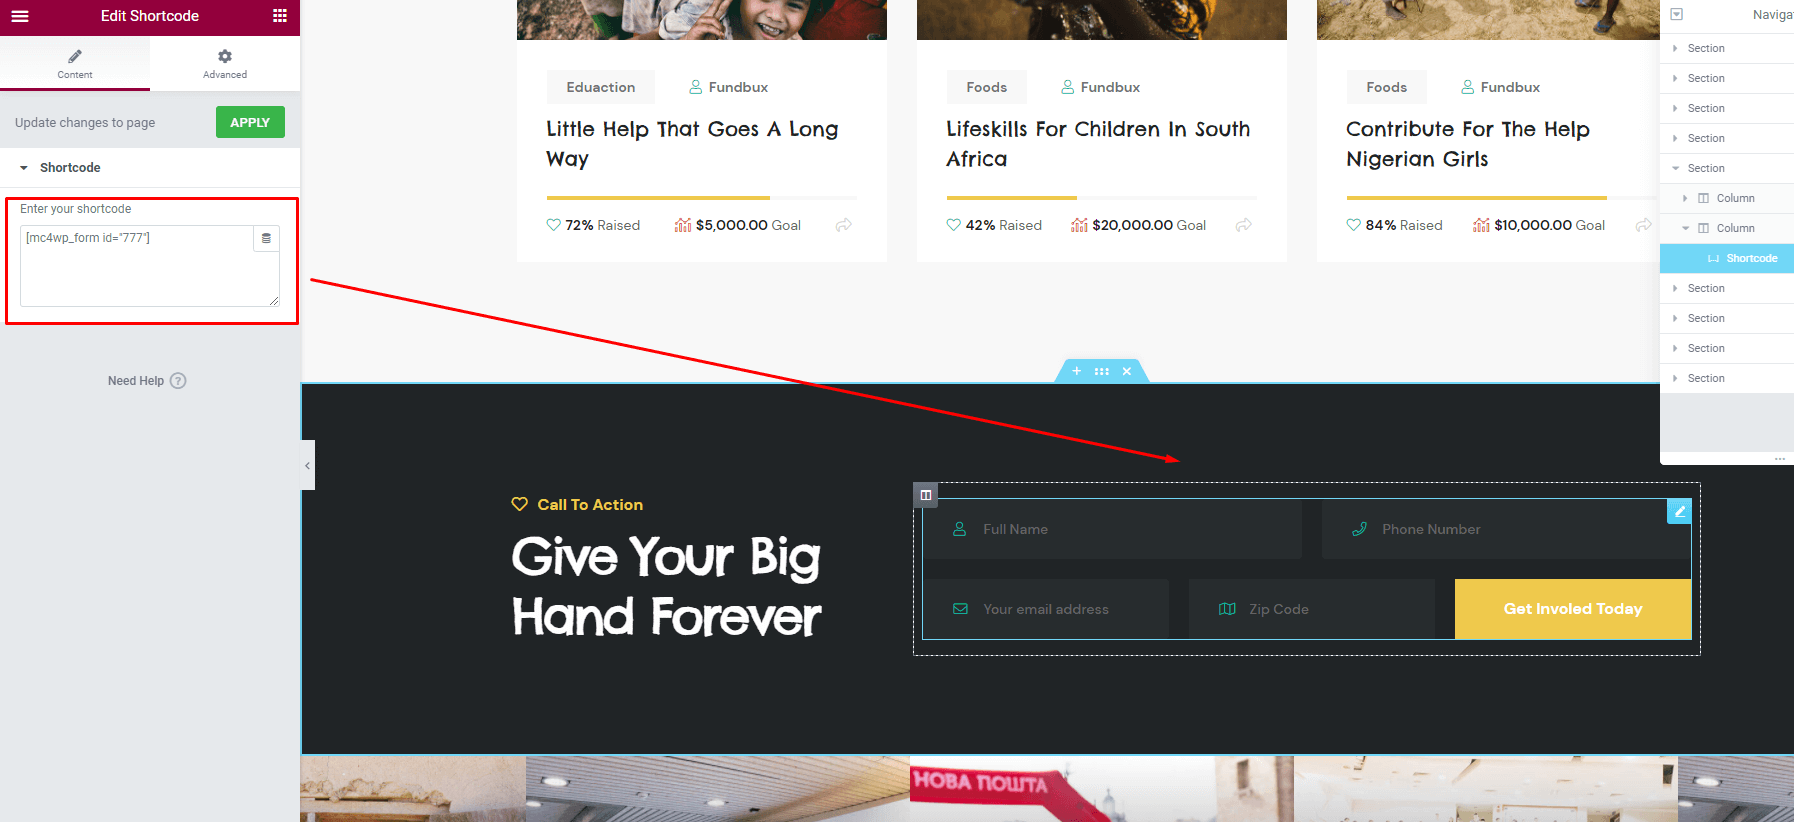 Edit Shortcode
Content
Advanced
Update changes to page
APPLY
Shortcode
Enter your shortcode
[mc4wp_form id="777"]
Need Help ?
Eduaction
Fundbux
Little Help That Goes A Long
Way
72% Raised
$5,000.00 Goal
Foods
Fundbux
Lifeskills For Children In South
Africa
42% Raised
$20,000.00 Goal
Foods
Fundbux
Contribute For The Help
Nigerian Girls
84% Raised
$10,000.00 Goal
Naviga
Section
Section
Section
Section
Section
Column
Column
Shortcode
Section
Section
Section
Section
Call To Action
Give Your Big
Hand Forever
Full Name
Phone Number
Your email address
Zip Code
Get Involed Today
НОВА ПОШТА